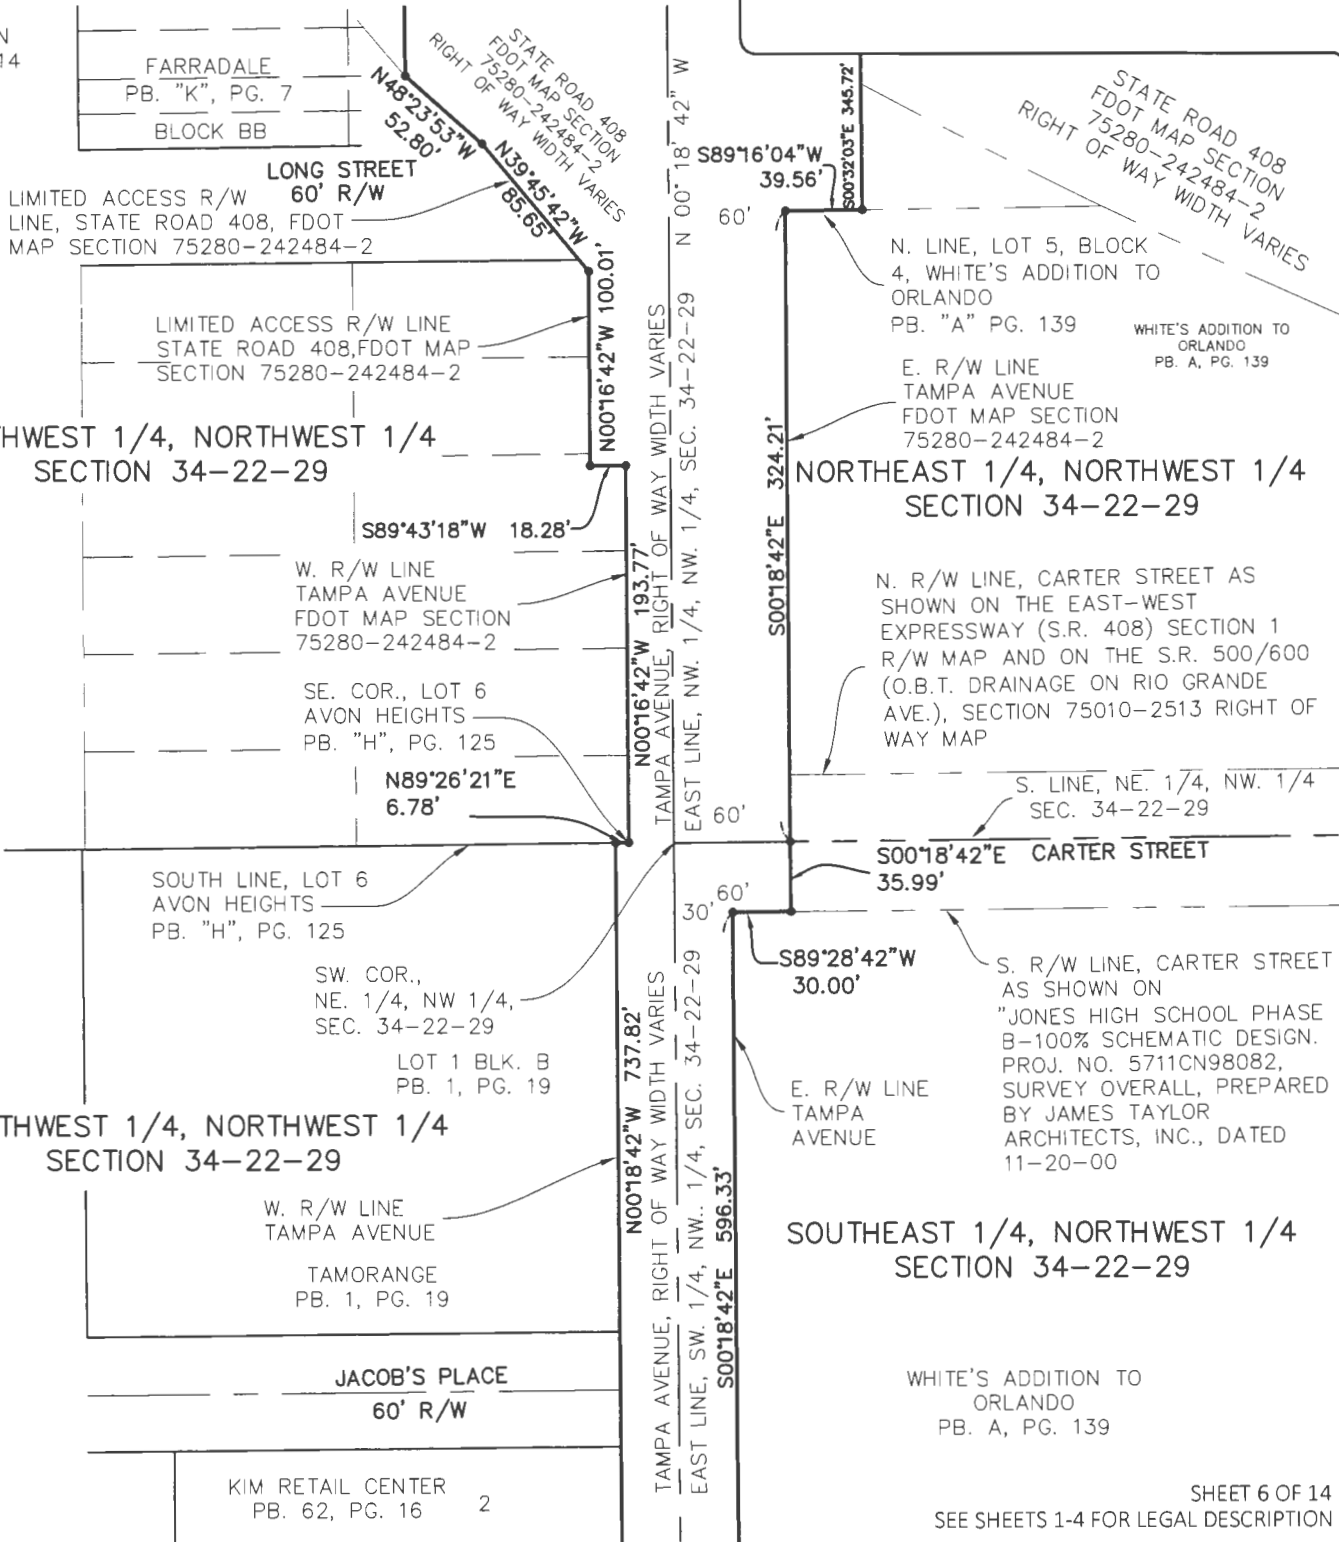 N
14
FARRADALE
PB. "K", PG. 7
BLOCK BB
LONG STREET
60' R/W
LIMITED ACCESS R/W
LINE, STATE ROAD 408, FDOT
MAP SECTION 75280-242484-2
N48°23'53"W
52.80'
N39°45'42"W
85.65'
STATE ROAD 408
FDOT MAP SECTION
75280-242484-2
RIGHT OF WAY WIDTH VARIES
N 00° 18' 42" W
S89°16'04"W
39.56'
S00°32'03"E 345.72'
60'
STATE ROAD 408
FDOT MAP SECTION
75280-242484-2
RIGHT OF WAY WIDTH VARIES
N. LINE, LOT 5, BLOCK
4, WHITE'S ADDITION TO
ORLANDO
PB. "A" PG. 139
WHITE'S ADDITION TO
ORLANDO
PB. A, PG. 139
LIMITED ACCESS R/W LINE
STATE ROAD 408,FDOT MAP
SECTION 75280-242484-2
N00°16'42"W 100.01'
E. R/W LINE
TAMPA AVENUE
FDOT MAP SECTION
75280-242484-2
THWEST 1/4, NORTHWEST 1/4
SECTION 34-22-29
NORTHEAST 1/4, NORTHWEST 1/4
SECTION 34-22-29
S89°43'18"W 18.28'
W. R/W LINE
TAMPA AVENUE
FDOT MAP SECTION
75280-242484-2
N00°16'42"W 193.77'
TAMPA AVENUE, RIGHT OF WAY WIDTH VARIES
EAST LINE, NW. 1/4, NW. 1/4, SEC. 34-22-29
S00°18'42"E 324.21'
N. R/W LINE, CARTER STREET AS
SHOWN ON THE EAST-WEST
EXPRESSWAY (S.R. 408) SECTION 1
R/W MAP AND ON THE S.R. 500/600
(O.B.T. DRAINAGE ON RIO GRANDE
AVE.), SECTION 75010-2513 RIGHT OF
WAY MAP
SE. COR., LOT 6
AVON HEIGHTS
PB. "H", PG. 125
N89°26'21"E
6.78'
60'
S. LINE, NE. 1/4, NW. 1/4
SEC. 34-22-29
S00°18'42"E CARTER STREET
35.99'
SOUTH LINE, LOT 6
AVON HEIGHTS
PB. "H", PG. 125
30' 60'
S89°28'42"W
30.00'
SW. COR.,
NE. 1/4, NW 1/4,
SEC. 34-22-29
LOT 1 BLK. B
PB. 1, PG. 19
S. R/W LINE, CARTER STREET
AS SHOWN ON
"JONES HIGH SCHOOL PHASE
B-100% SCHEMATIC DESIGN.
PROJ. NO. 5711CN98082,
SURVEY OVERALL, PREPARED
BY JAMES TAYLOR
ARCHITECTS, INC., DATED
11-20-00
E. R/W LINE
TAMPA
AVENUE
THWEST 1/4, NORTHWEST 1/4
SECTION 34-22-29
N00°18'42"W 737.82'
TAMPA AVENUE, RIGHT OF WAY WIDTH VARIES
EAST LINE, SW. 1/4, NW.. 1/4, SEC. 34-22-29
S00°18'42"E 596.33'
W. R/W LINE
TAMPA AVENUE
TAMORANGE
PB. 1, PG. 19
SOUTHEAST 1/4, NORTHWEST 1/4
SECTION 34-22-29
JACOB'S PLACE
60' R/W
WHITE'S ADDITION TO
ORLANDO
PB. A, PG. 139
KIM RETAIL CENTER
PB. 62, PG. 16
2
SHEET 6 OF 14
SEE SHEETS 1-4 FOR LEGAL DESCRIPTION